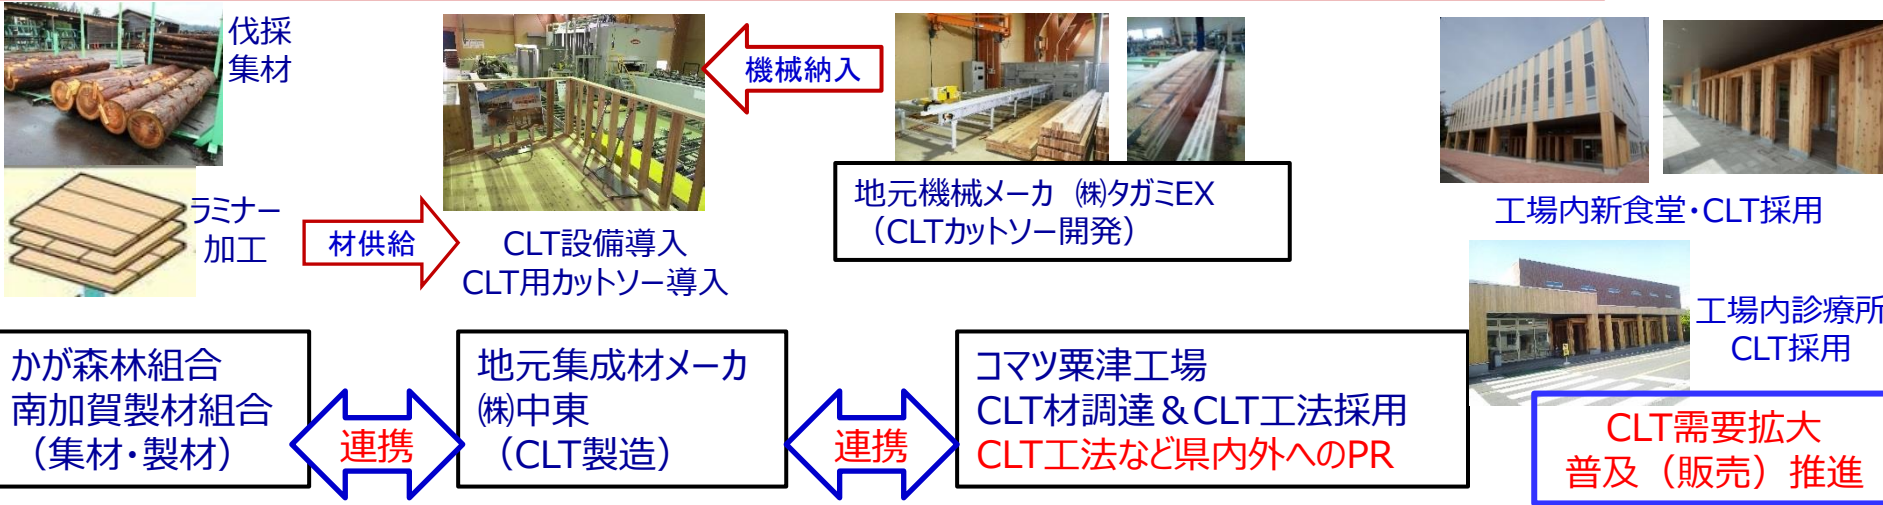 伐採
集材
機械納入
ラミナー
加工
材供給
CLT設備導入
CLT用カットソー導入
地元機械メーカ ㈱タガミEX
（CLTカットソー開発）
工場内新食堂・CLT採用
工場内診療所
CLT採用
かが森林組合
南加賀製材組合
（集材・製材）
連携
地元集成材メーカ
㈱中東
（CLT製造）
連携
コマツ粟津工場
CLT材調達＆CLT工法採用
CLT工法など県内外へのPR
CLT需要拡大
普及（販売）推進